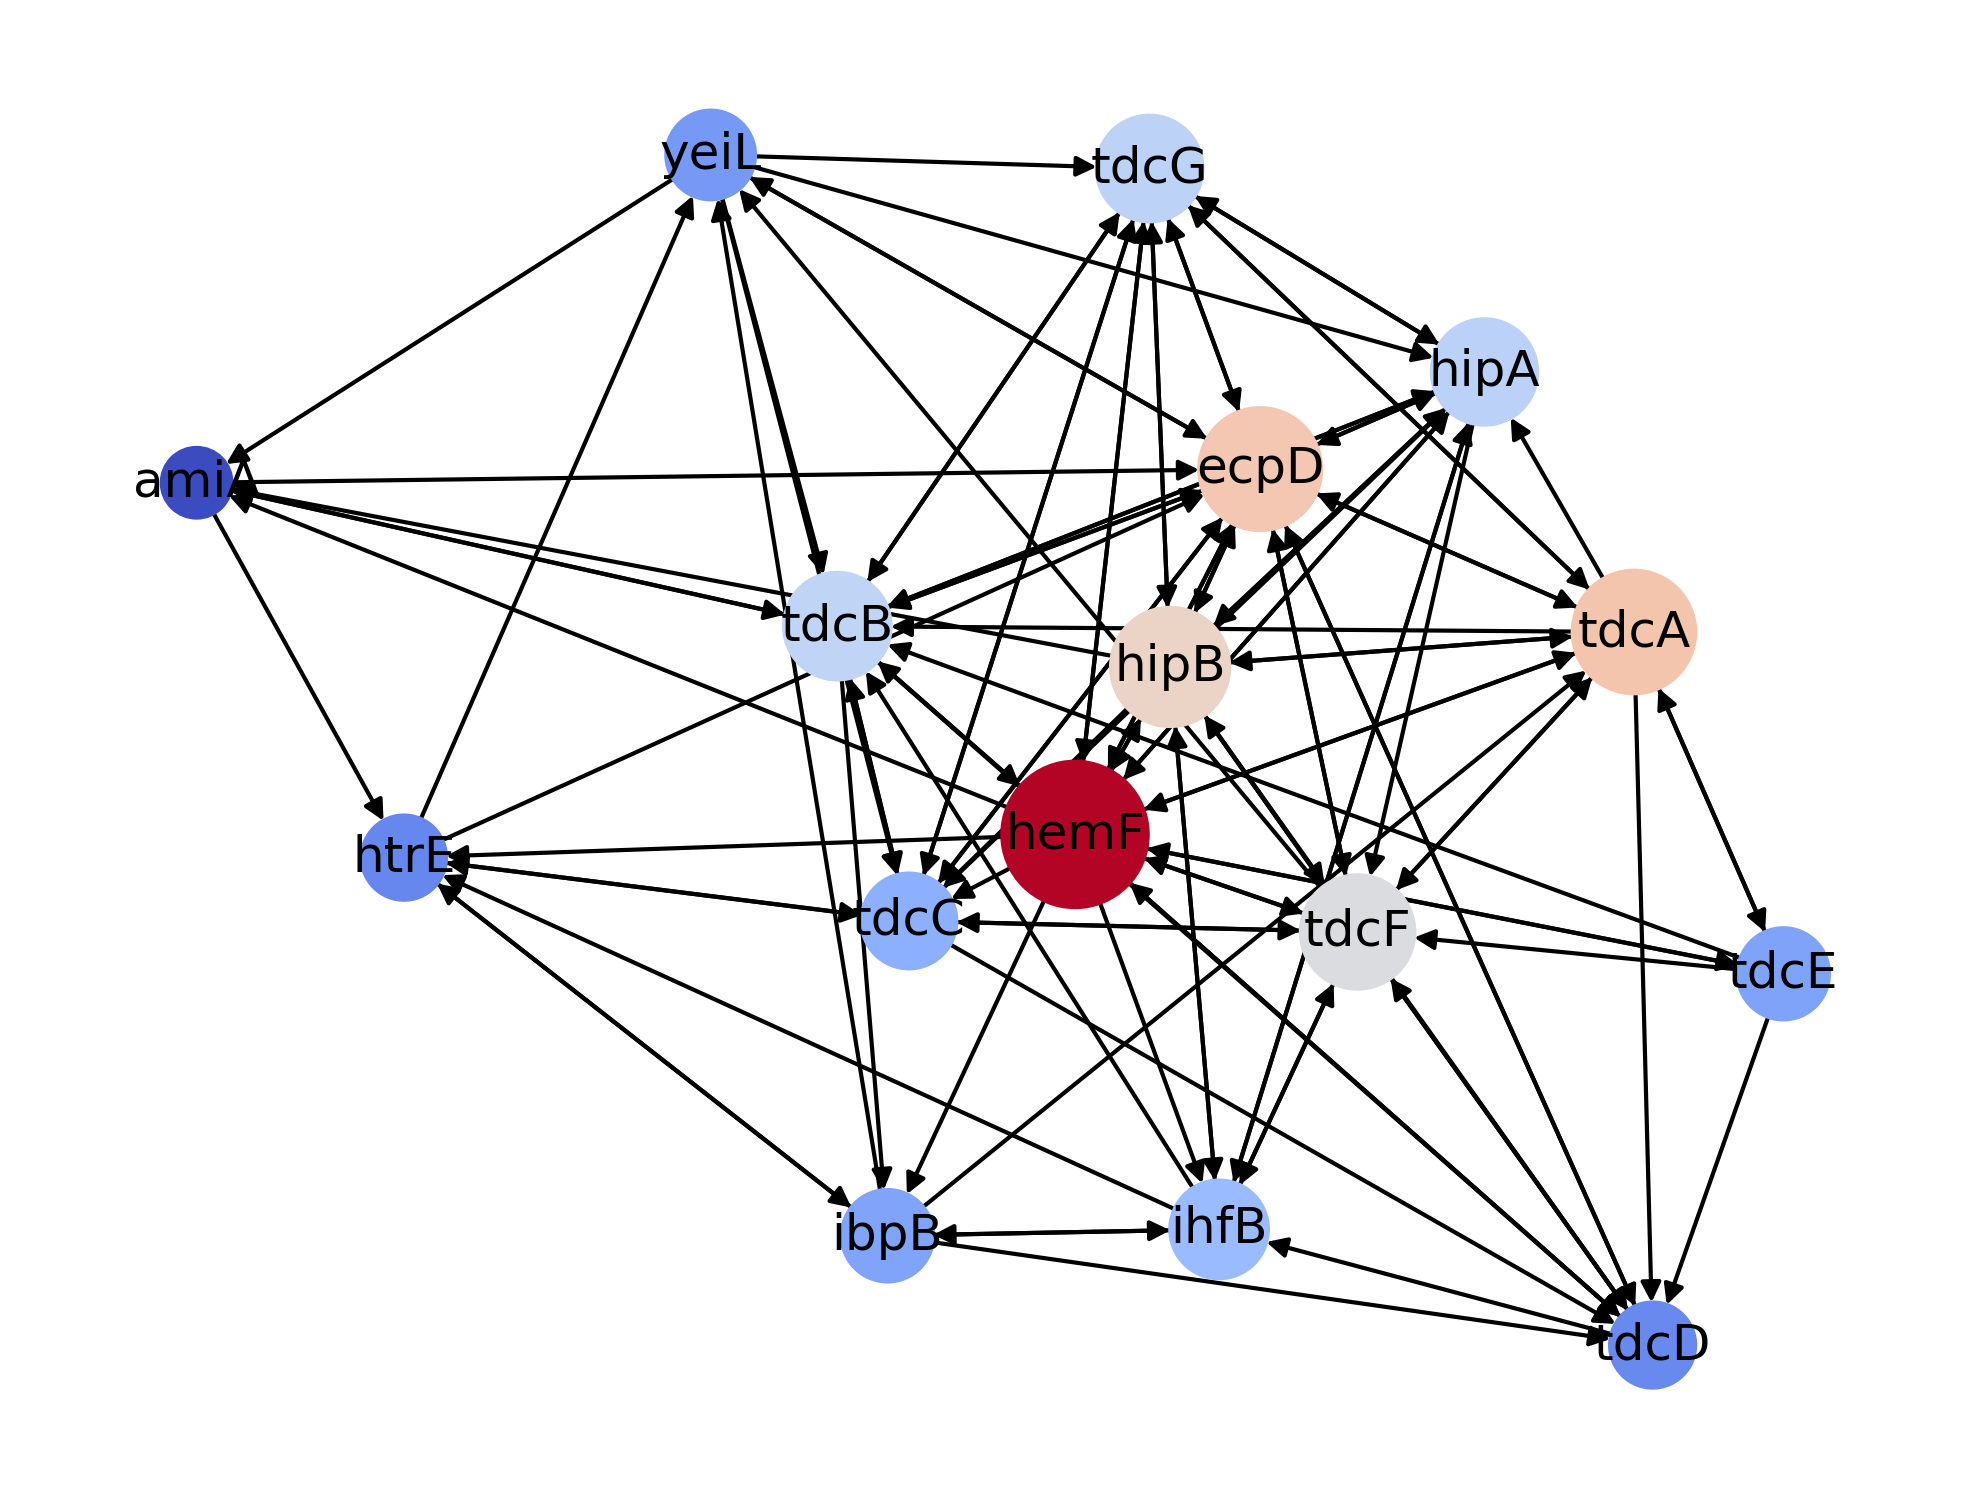 yeiL
tdcG
hipA
ecpD
amiA
tdcB
tdcA
hipB
hemF
htrE
tdcC
tdcF
tdcE
ibpB
ihfB
tdcD